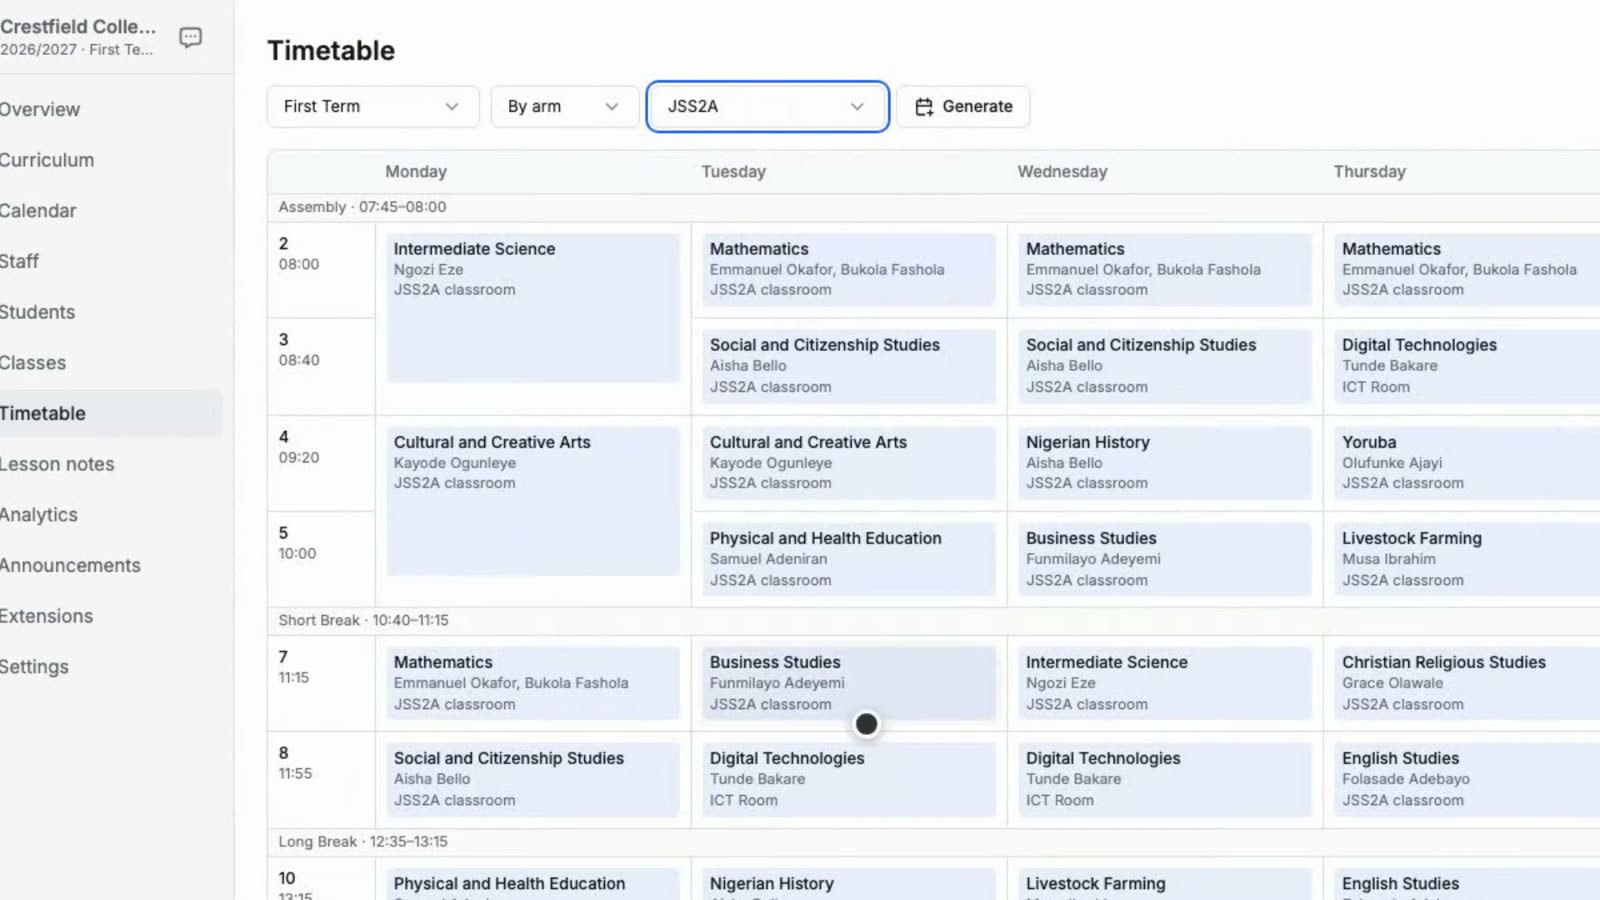 Crestfield Colle...
2026/2027 · First Te...
Overview
Curriculum
Calendar
Staff
Students
Classes
Timetable
Lesson notes
Analytics
Announcements
Extensions
Settings
Timetable
First Term
By arm
JSS2A
Generate
Monday
Tuesday
Wednesday
Thursday
Assembly · 07:45–08:00
2
08:00
Intermediate Science
Ngozi Eze
JSS2A classroom
Mathematics
Emmanuel Okafor, Bukola Fashola
JSS2A classroom
Mathematics
Emmanuel Okafor, Bukola Fashola
JSS2A classroom
Mathematics
Emmanuel Okafor, Bukola Fashola
JSS2A classroom
3
08:40
Social and Citizenship Studies
Aisha Bello
JSS2A classroom
Social and Citizenship Studies
Aisha Bello
JSS2A classroom
Digital Technologies
Tunde Bakare
ICT Room
4
09:20
Cultural and Creative Arts
Kayode Ogunleye
JSS2A classroom
Cultural and Creative Arts
Kayode Ogunleye
JSS2A classroom
Nigerian History
Aisha Bello
JSS2A classroom
Yoruba
Olufunke Ajayi
JSS2A classroom
5
10:00
Physical and Health Education
Samuel Adeniran
JSS2A classroom
Business Studies
Funmilayo Adeyemi
JSS2A classroom
Livestock Farming
Musa Ibrahim
JSS2A classroom
Short Break · 10:40–11:15
7
11:15
Mathematics
Emmanuel Okafor, Bukola Fashola
JSS2A classroom
Business Studies
Funmilayo Adeyemi
JSS2A classroom
Intermediate Science
Ngozi Eze
JSS2A classroom
Christian Religious Studies
Grace Olawale
JSS2A classroom
8
11:55
Social and Citizenship Studies
Aisha Bello
JSS2A classroom
Digital Technologies
Tunde Bakare
ICT Room
Digital Technologies
Tunde Bakare
ICT Room
English Studies
Folasade Adebayo
JSS2A classroom
Long Break · 12:35–13:15
10
Physical and Health Education
Nigerian History
Livestock Farming
English Studies